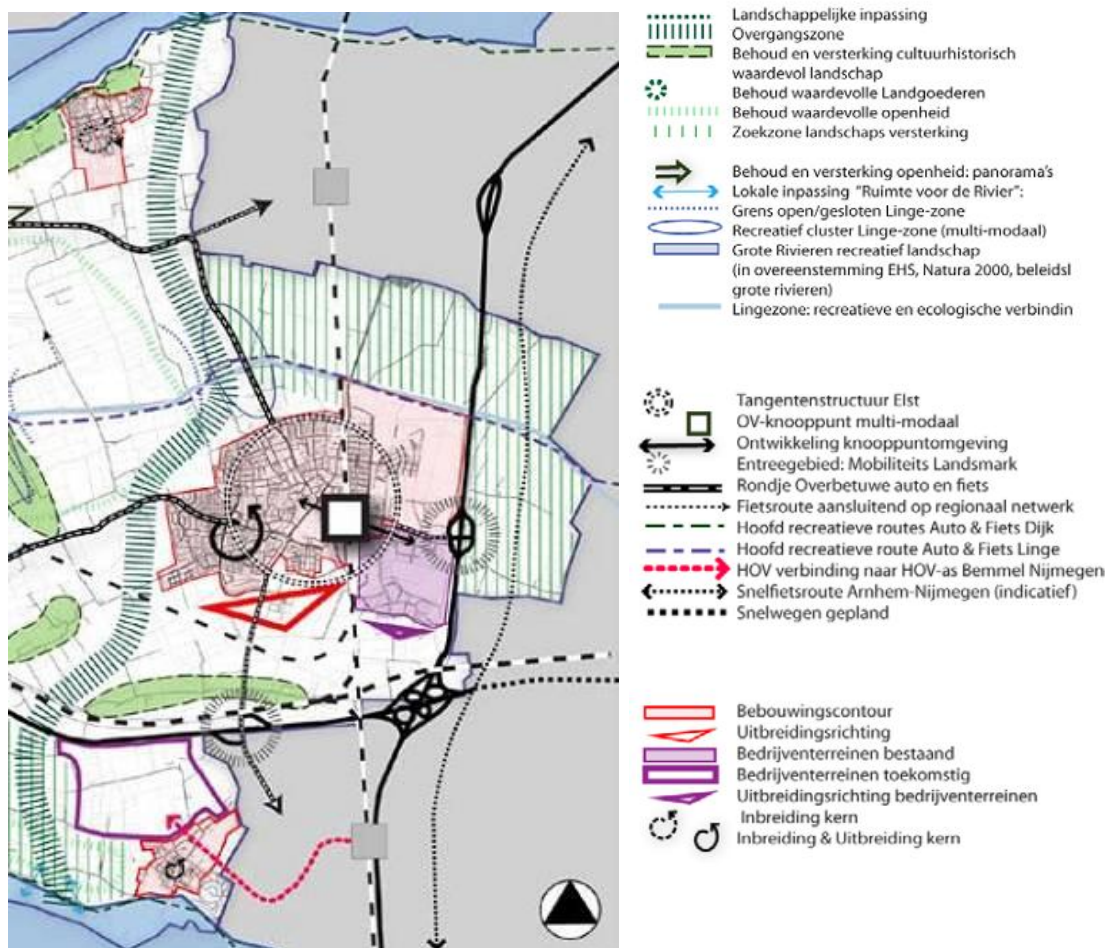 Landschappelijke inpassing
Overgangszone
Behoud en versterking cultuurhistorisch
waardevol landschap
Behoud waardevolle Landgoederen
Behoud waardevolle openheid
Zoekzone landschaps versterking
Behoud en versterking openheid: panorama's
Lokale inpassing "Ruimte voor de Rivier":
Grens open/gesloten Linge-zone
Recreatief cluster Linge-zone (multi-modaal)
Grote Rivieren recreatief landschap
(in overeenstemming EHS, Natura 2000, beleidsl
grote rivieren)
Lingezone: recreatieve en ecologische verbindin
Tangentenstructuur Elst
OV-knooppunt multi-modaal
Ontwikkeling knooppuntomgeving
Entreegebied: Mobiliteits Landsmark
Rondje Overbetuwe auto en fiets
Fietsroute aansluitend op regionaal netwerk
Hoofd recreatieve routes Auto & Fiets Dijk
Hoofd recreatieve route Auto & Fiets Linge
HOV verbinding naar HOV-as Bemmel Nijmegen
Snelfietsroute Arnhem-Nijmegen (indicatief)
Snelwegen gepland
Bebouwingscontour
Uitbreidingsrichting
Bedrijventerreinen bestaand
Bedrijventerreinen toekomstig
Uitbreidingsrichting bedrijventerreinen
Inbreiding kern
Inbreiding & Uitbreiding kern